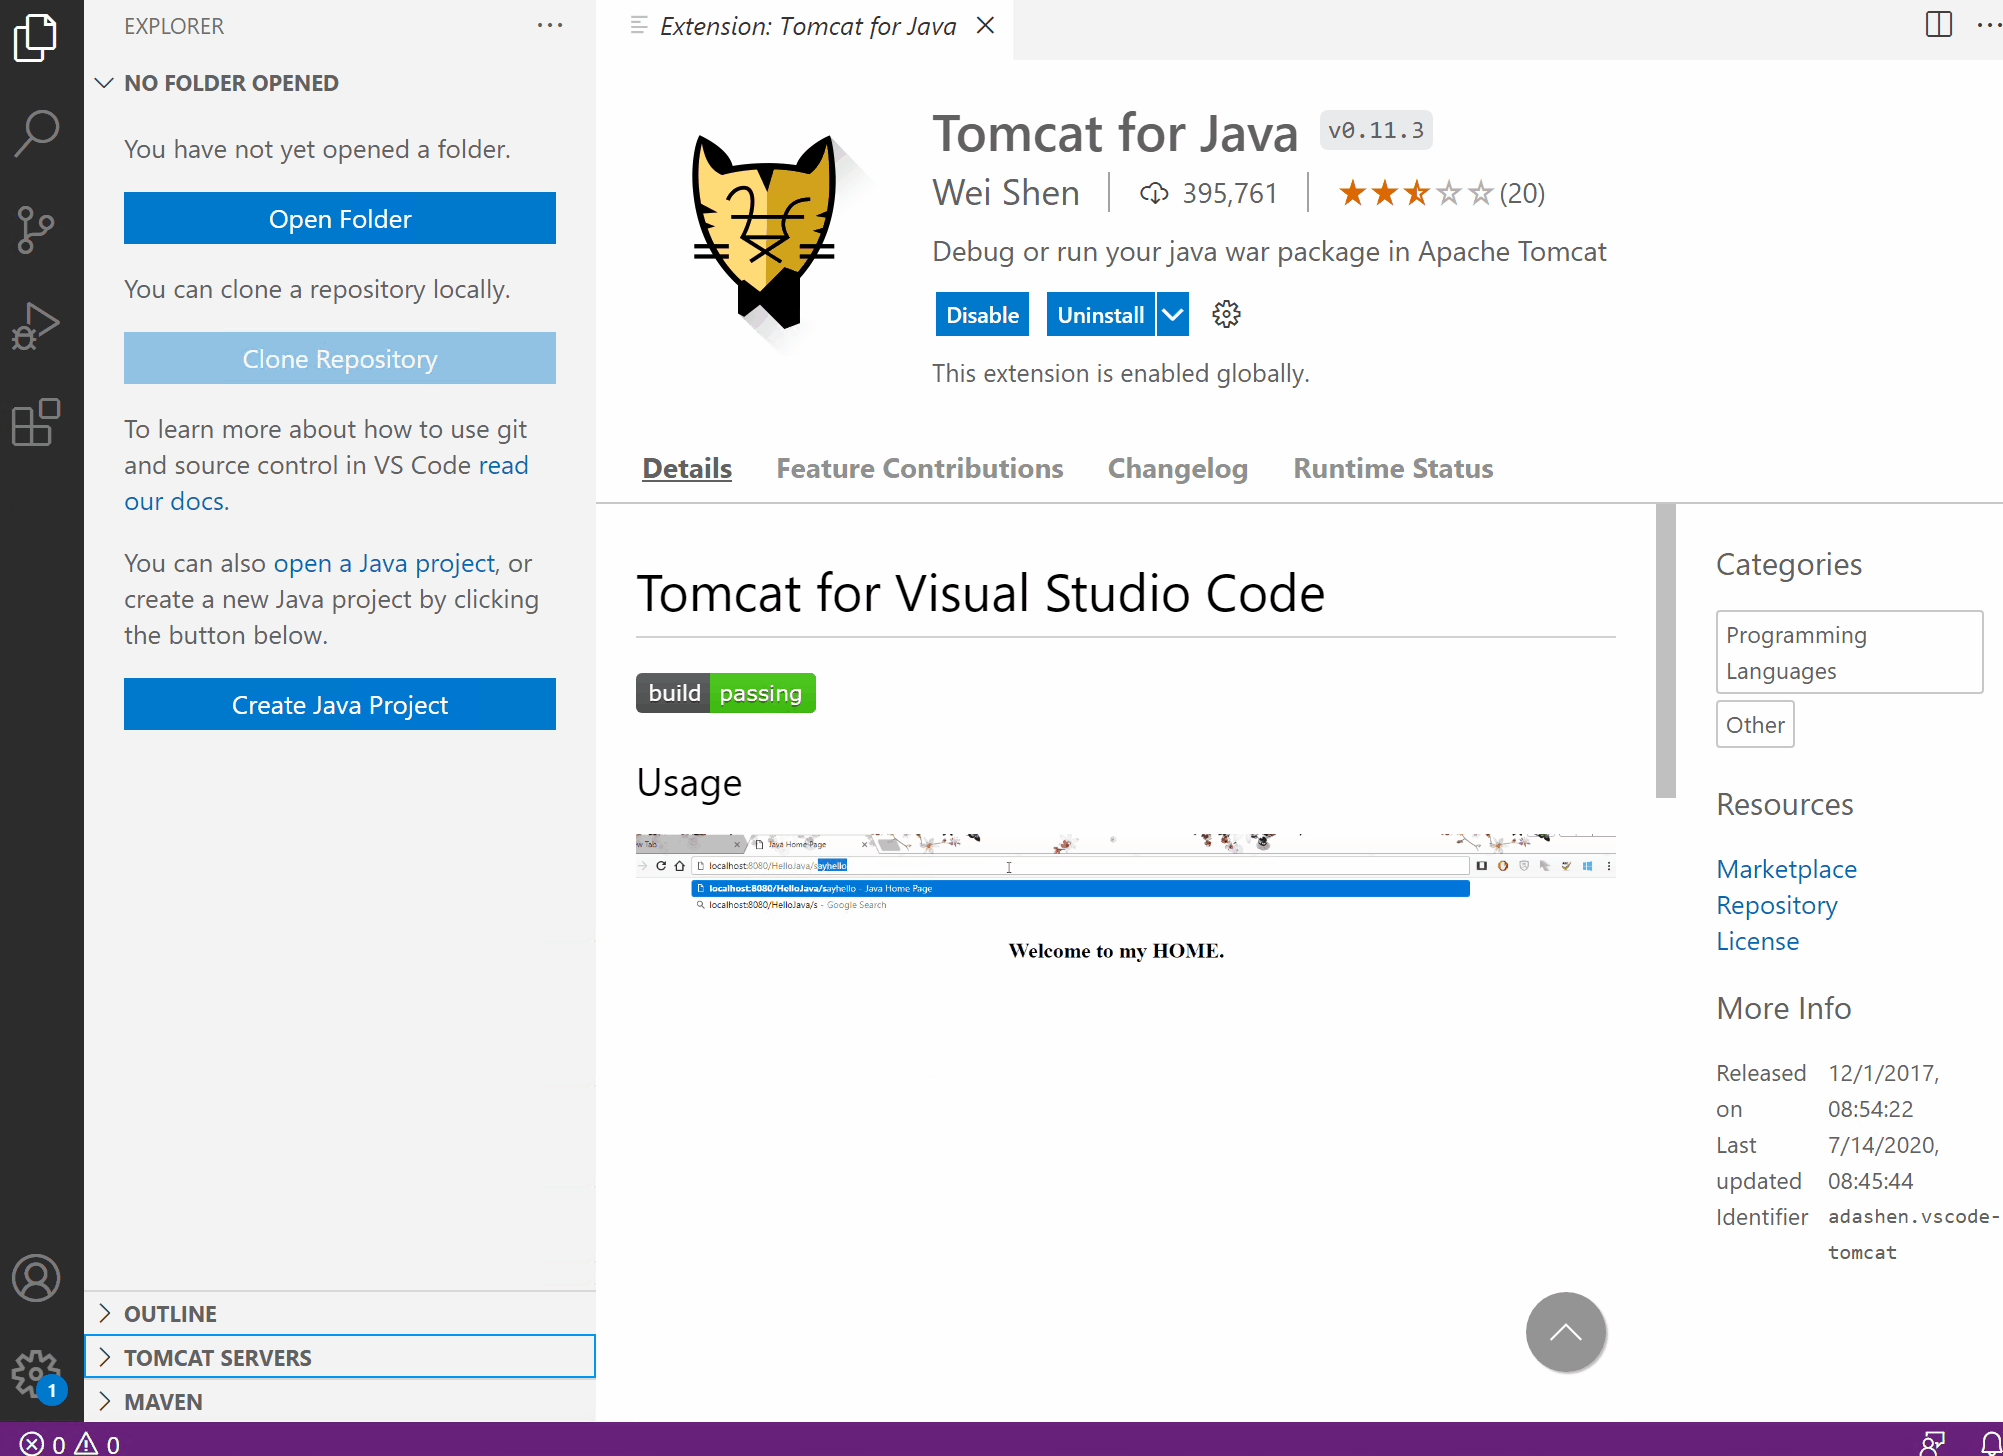 EXPLORER
NO FOLDER OPENED
You have not yet opened a folder.
Open Folder
You can clone a repository locally.
Clone Repository
To learn more about how to use git
and source control in VS Code read
our docs.
You can also open a Java project, or
create a new Java project by clicking
the button below.
Create Java Project
OUTLINE
TOMCAT SERVERS
MAVEN
1
0 0
Extension: Tomcat for Java
Tomcat for Java v0.11.3
Wei Shen 395,761 (20)
Debug or run your java war package in Apache Tomcat
Disable Uninstall
This extension is enabled globally.
Details Feature Contributions Changelog Runtime Status
Tomcat for Visual Studio Code
build passing
Usage
w Tab Java Home Page
localhost:8080/HelloJava/sayhello
localhost:8080/HelloJava/sayhello - Java Home Page
localhost:8080/HelloJava/s - Google Search
Welcome to my HOME.
Categories
Programming
Languages
Other
Resources
Marketplace
Repository
License
More Info
Released on 12/1/2017, 08:54:22
Last updated 7/14/2020, 08:45:44
Identifier adashen.vscode-tomcat